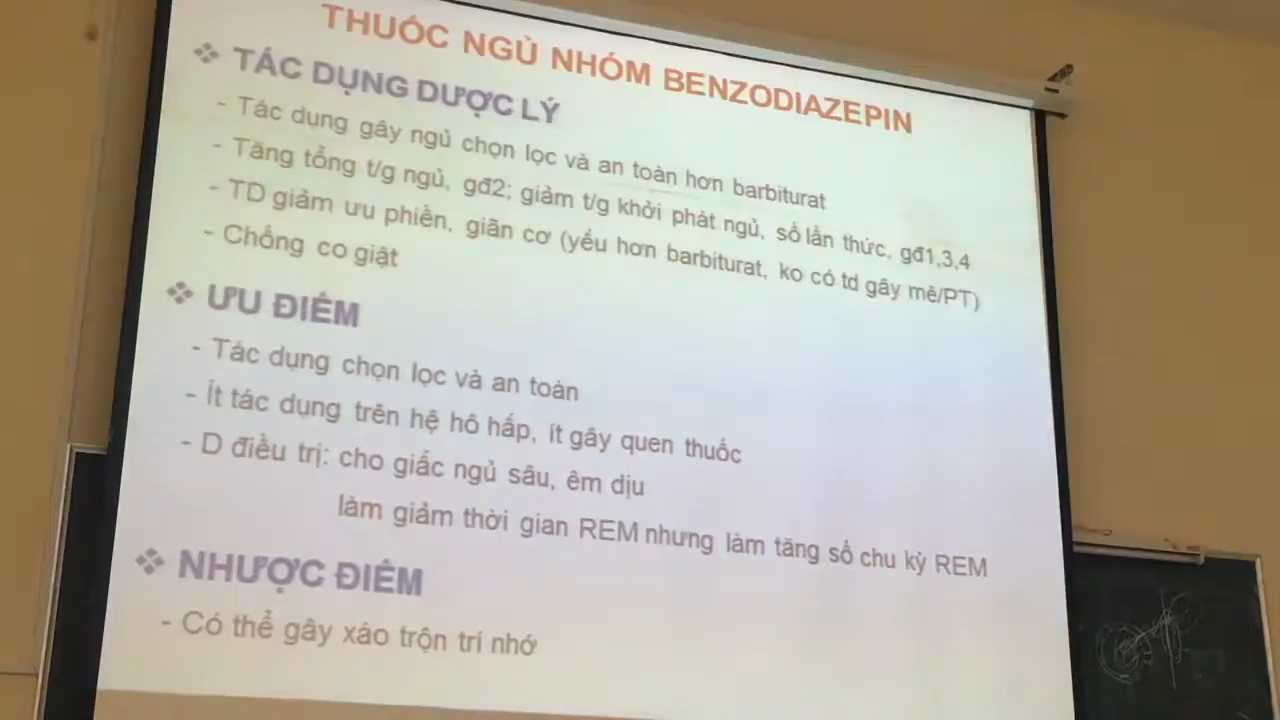 THUỐC NGỦ NHÓM BENZODIAZEPIN
❖ TÁC DỤNG DƯỢC LÝ
- Tác dụng gây ngủ chọn lọc và an toàn hơn barbiturat
- Tăng tổng t/g ngủ, gđ2; giảm t/g khởi phát ngủ, số lần thức, gđ1,3,4
- TD giảm ưu phiền, giãn cơ (yếu hơn barbiturat, ko có td gây mê/PT)
- Chống co giật
❖ ƯU ĐIỂM
- Tác dụng chọn lọc và an toàn
- Ít tác dụng trên hệ hô hấp, ít gây quen thuốc
- D điều trị: cho giấc ngủ sâu, êm dịu
làm giảm thời gian REM nhưng làm tăng số chu kỳ REM
❖ NHƯỢC ĐIỂM
- Có thể gây xáo trộn trí nhớ